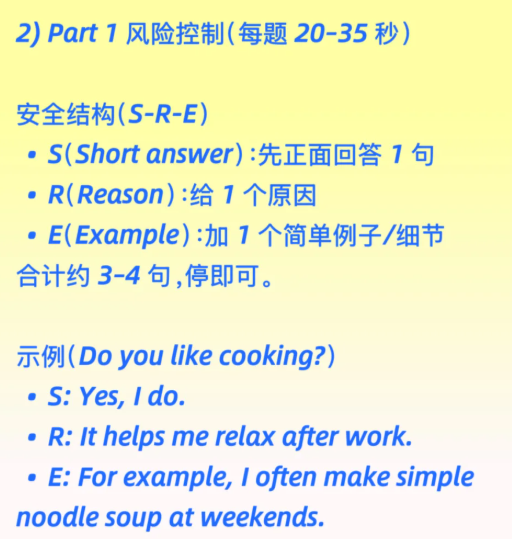 2) Part 1 风险控制(每题 20-35 秒)
安全结构(S-R-E)
• S(Short answer):先正面回答 1 句
• R(Reason):给 1 个原因
• E(Example):加 1 个简单例子/细节
合计约 3-4 句,停即可。
示例(Do you like cooking?)
• S: Yes, I do.
• R: It helps me relax after work.
• E: For example, I often make simple
noodle soup at weekends.